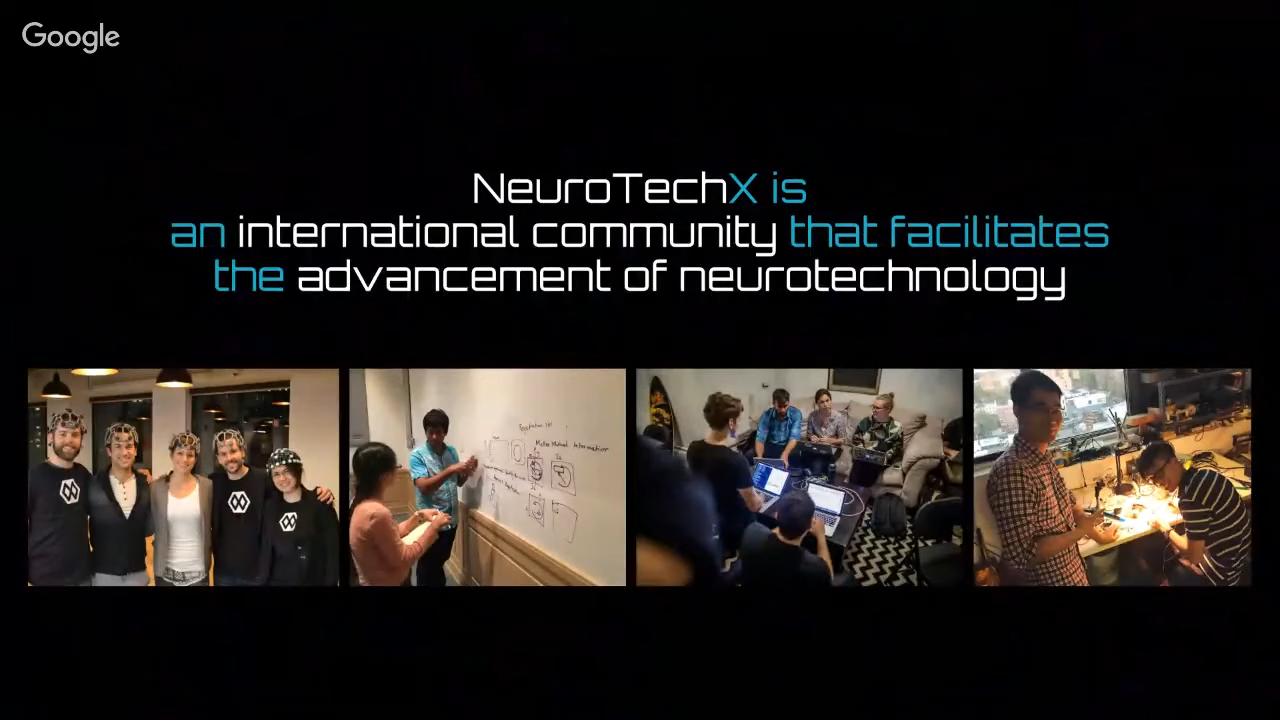 Google
NeuroTechX is
an international community that facilitates
the advancement of neurotechnology
Mutual Information